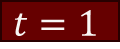 t = 1